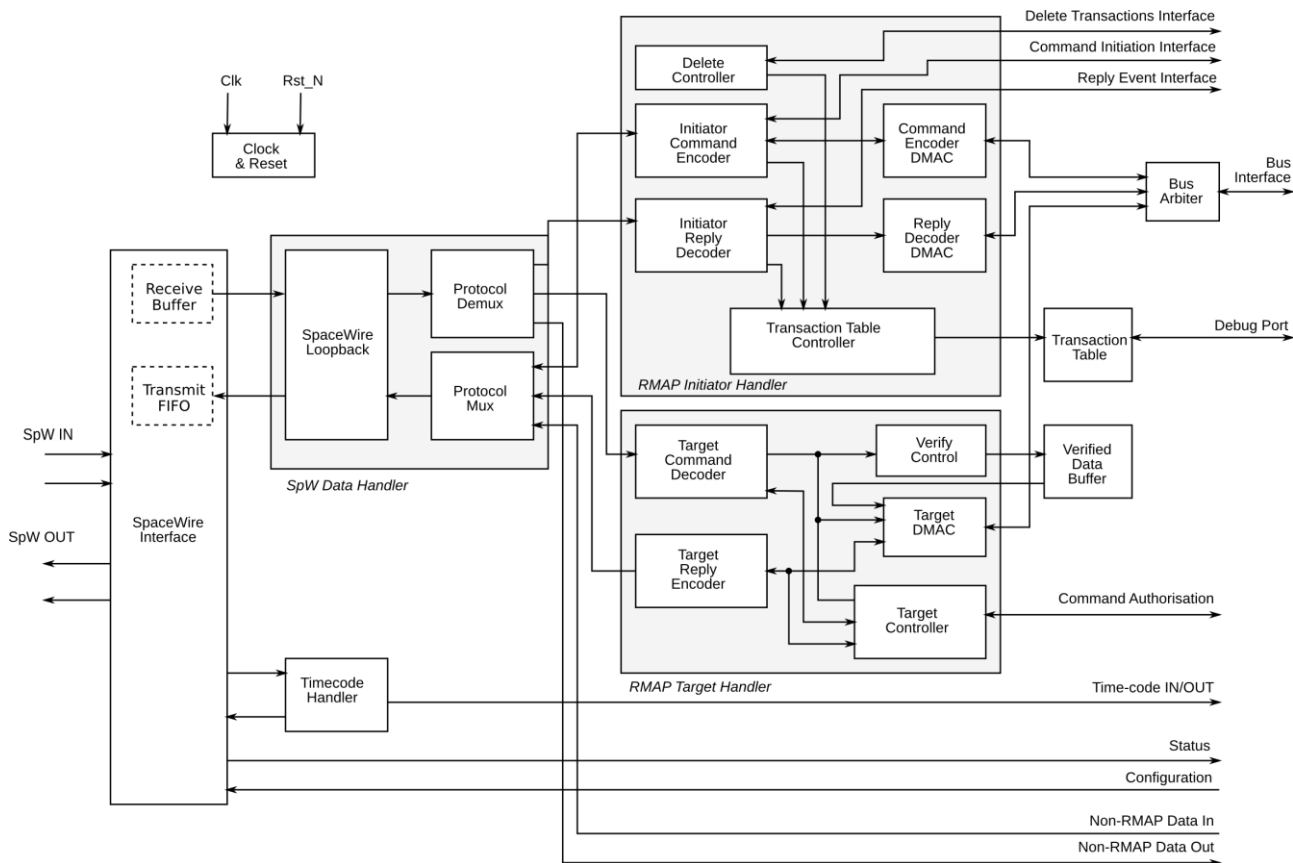 Delete Transactions Interface
Command Initiation Interface
Reply Event Interface
Clk
Rst_N
Clock
& Reset
Delete
Controller
Initiator
Command
Encoder
Command
Encoder
DMAC
Bus
Arbiter
Bus
Interface
Initiator
Reply
Decoder
Reply
Decoder
DMAC
Receive
Buffer
SpaceWire
Loopback
Protocol
Demux
Transaction Table
Controller
Transaction
Table
Debug Port
RMAP Initiator Handler
Transmit
FIFO
Protocol
Mux
SpW Data Handler
SpW IN
SpW OUT
SpaceWire
Interface
Target
Command
Decoder
Verify
Control
Verified
Data
Buffer
Target
DMAC
Target
Reply
Encoder
Target
Controller
Command Authorisation
RMAP Target Handler
Timecode
Handler
Time-code IN/OUT
Status
Configuration
Non-RMAP Data In
Non-RMAP Data Out